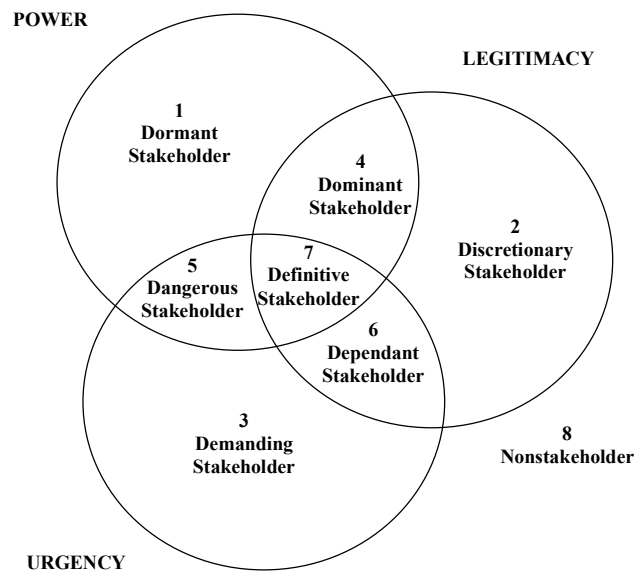 POWER
LEGITIMACY
1
Dormant
Stakeholder
4
Dominant
Stakeholder
2
Discretionary
Stakeholder
5
Dangerous
Stakeholder
7
Definitive
Stakeholder
6
Dependant
Stakeholder
3
Demanding
Stakeholder
8
Nonstakeholder
URGENCY